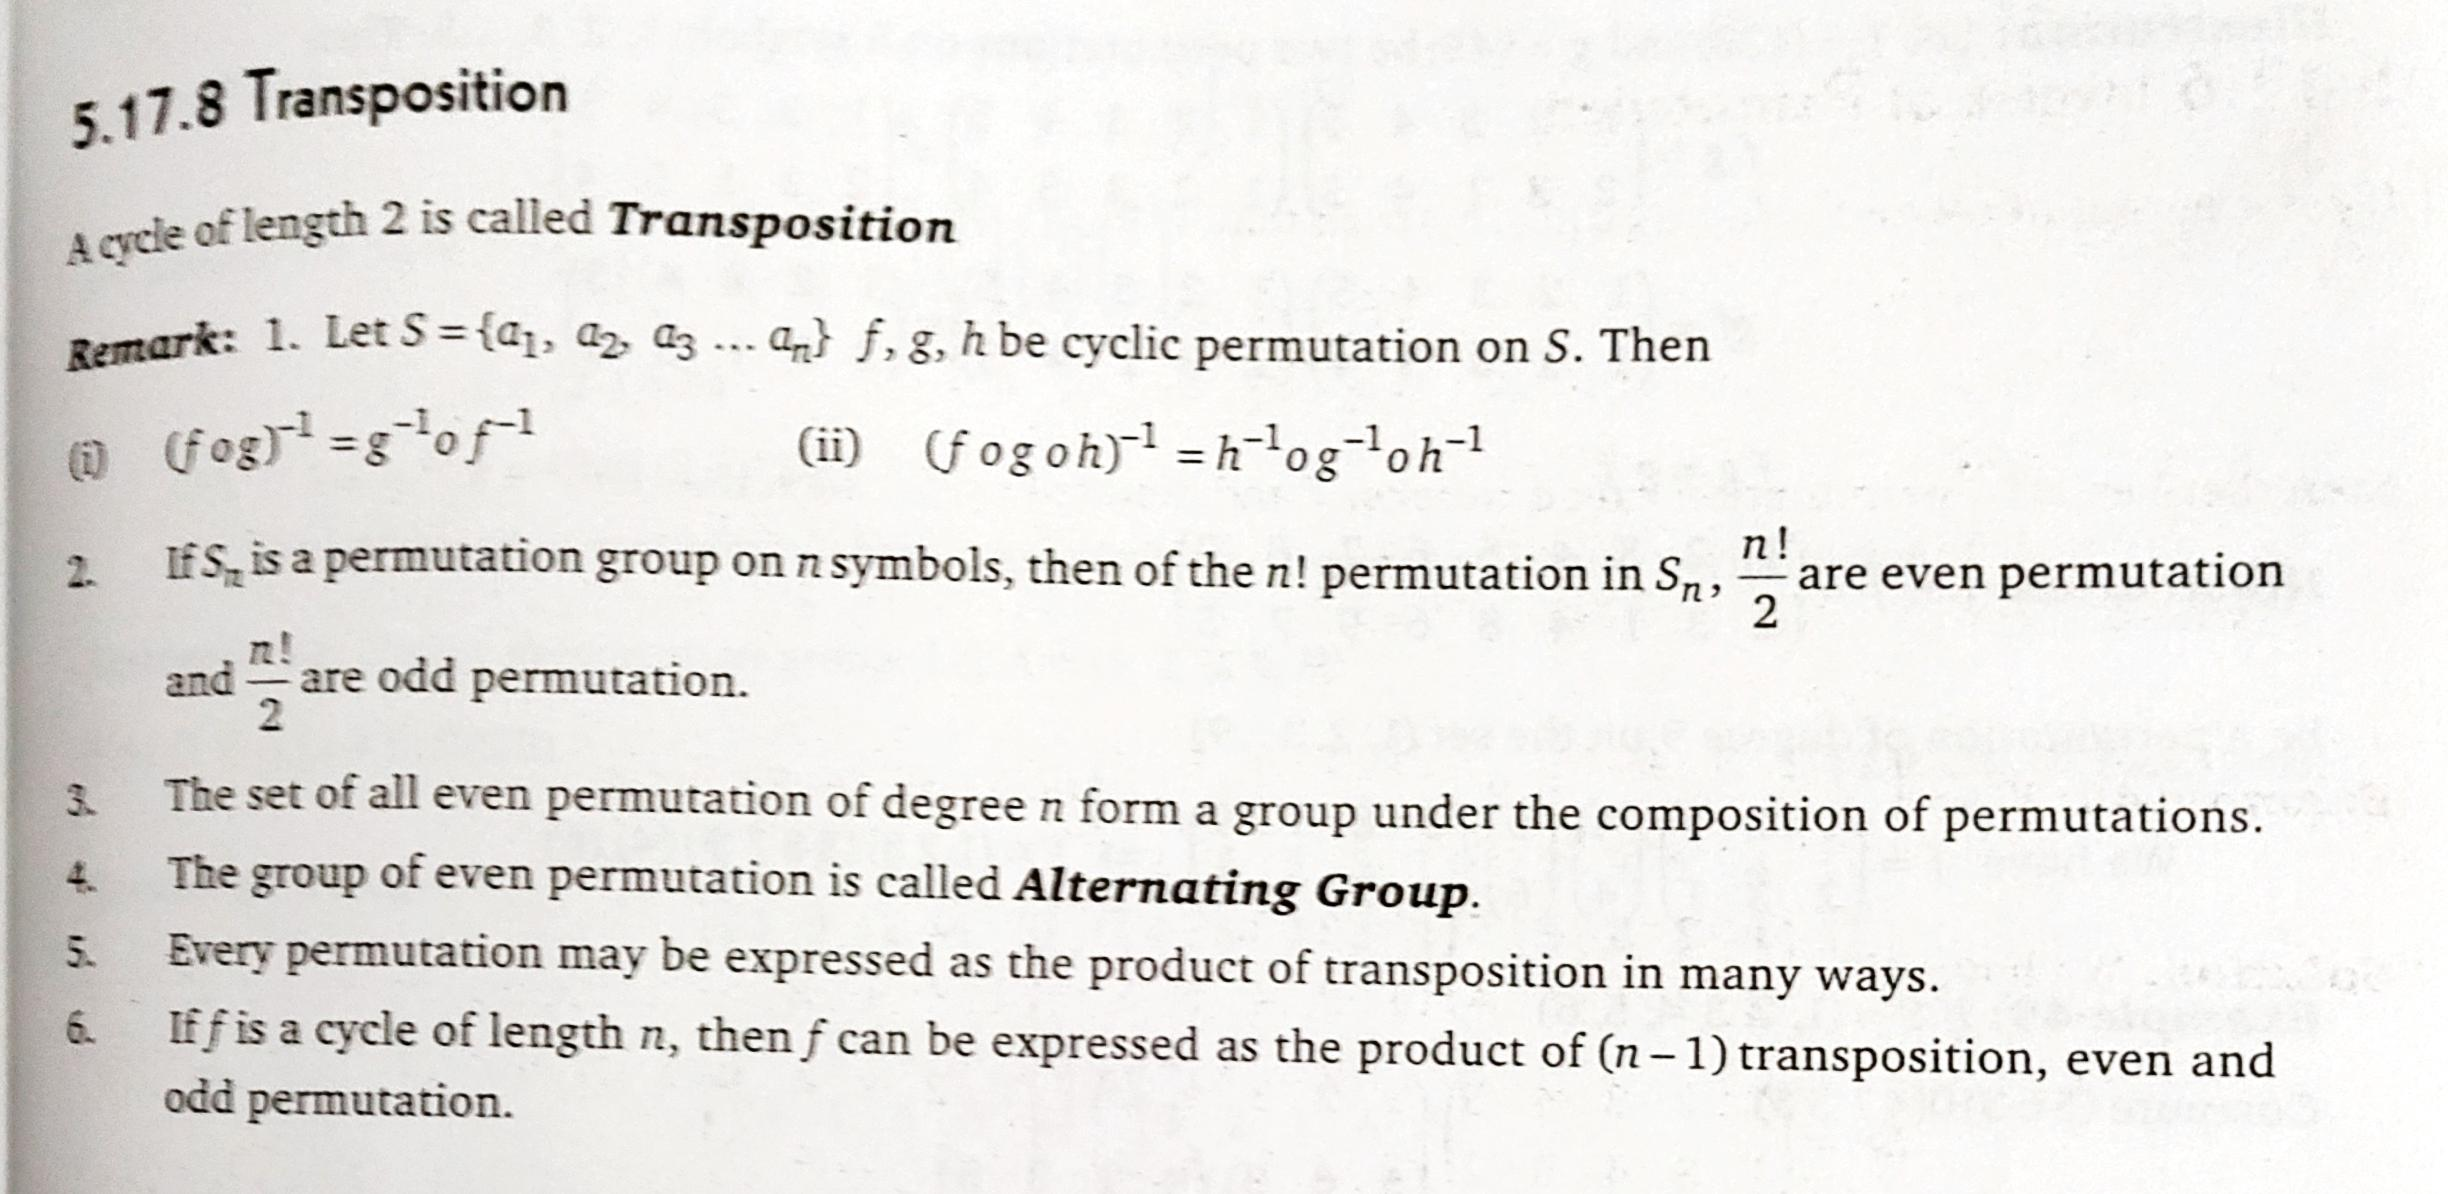 5.17.8 Transposition
A cycle of length 2 is called Transposition
Remark: 1. Let S = {a₁, a₂, a₃ ... aₙ} f, g, h be cyclic permutation on S. Then
(i) (f o g)⁻¹ = g⁻¹ o f⁻¹ (ii) (f o g o h)⁻¹ = h⁻¹ o g⁻¹ o h⁻¹
2. If Sₙ is a permutation group on n symbols, then of the n! permutation in Sₙ, n!/2 are even permutation
and n!/2 are odd permutation.
3. The set of all even permutation of degree n form a group under the composition of permutations.
4. The group of even permutation is called Alternating Group.
5. Every permutation may be expressed as the product of transposition in many ways.
6. If f is a cycle of length n, then f can be expressed as the product of (n – 1) transposition, even and
odd permutation.